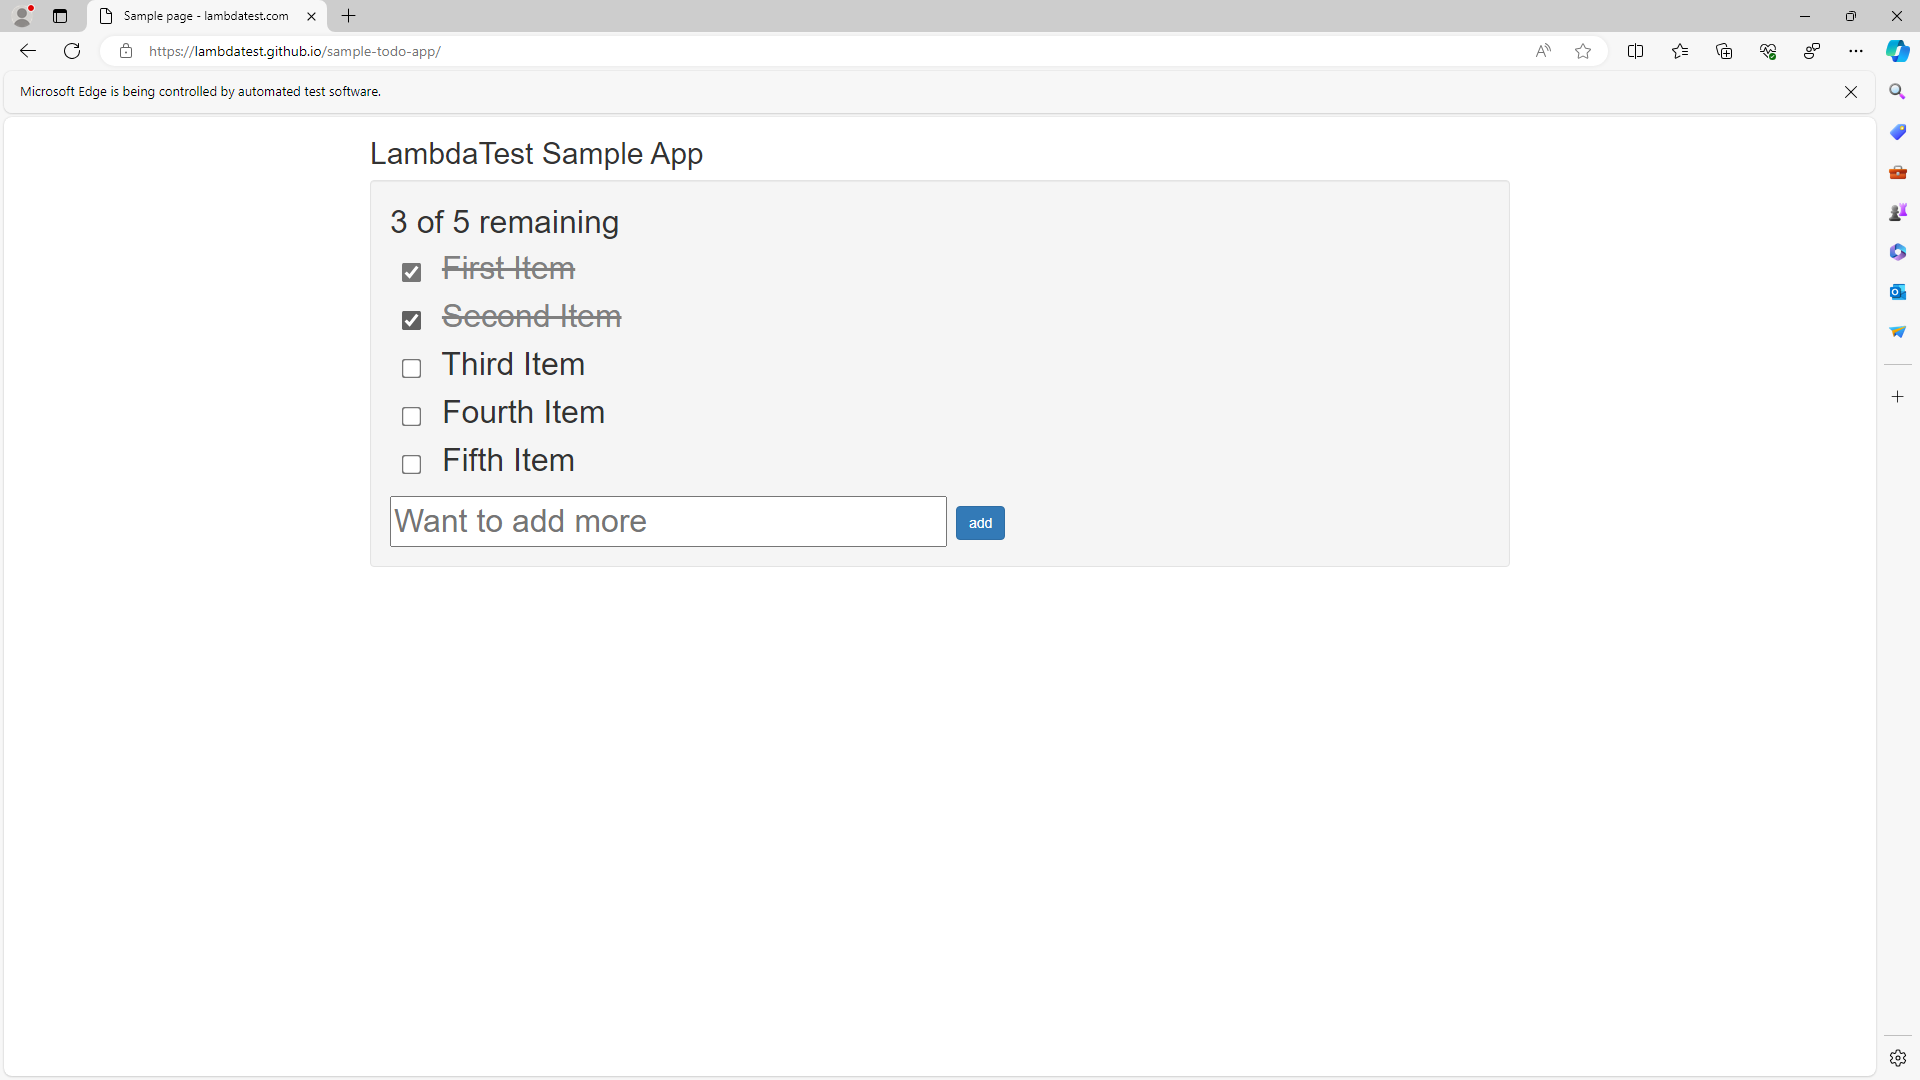 Sample page - lambdatest.com
https://lambdatest.github.io/sample-todo-app/
Microsoft Edge is being controlled by automated test software.
LambdaTest Sample App
3 of 5 remaining
First Item
Second Item
Third Item
Fourth Item
Fifth Item
Want to add more
add